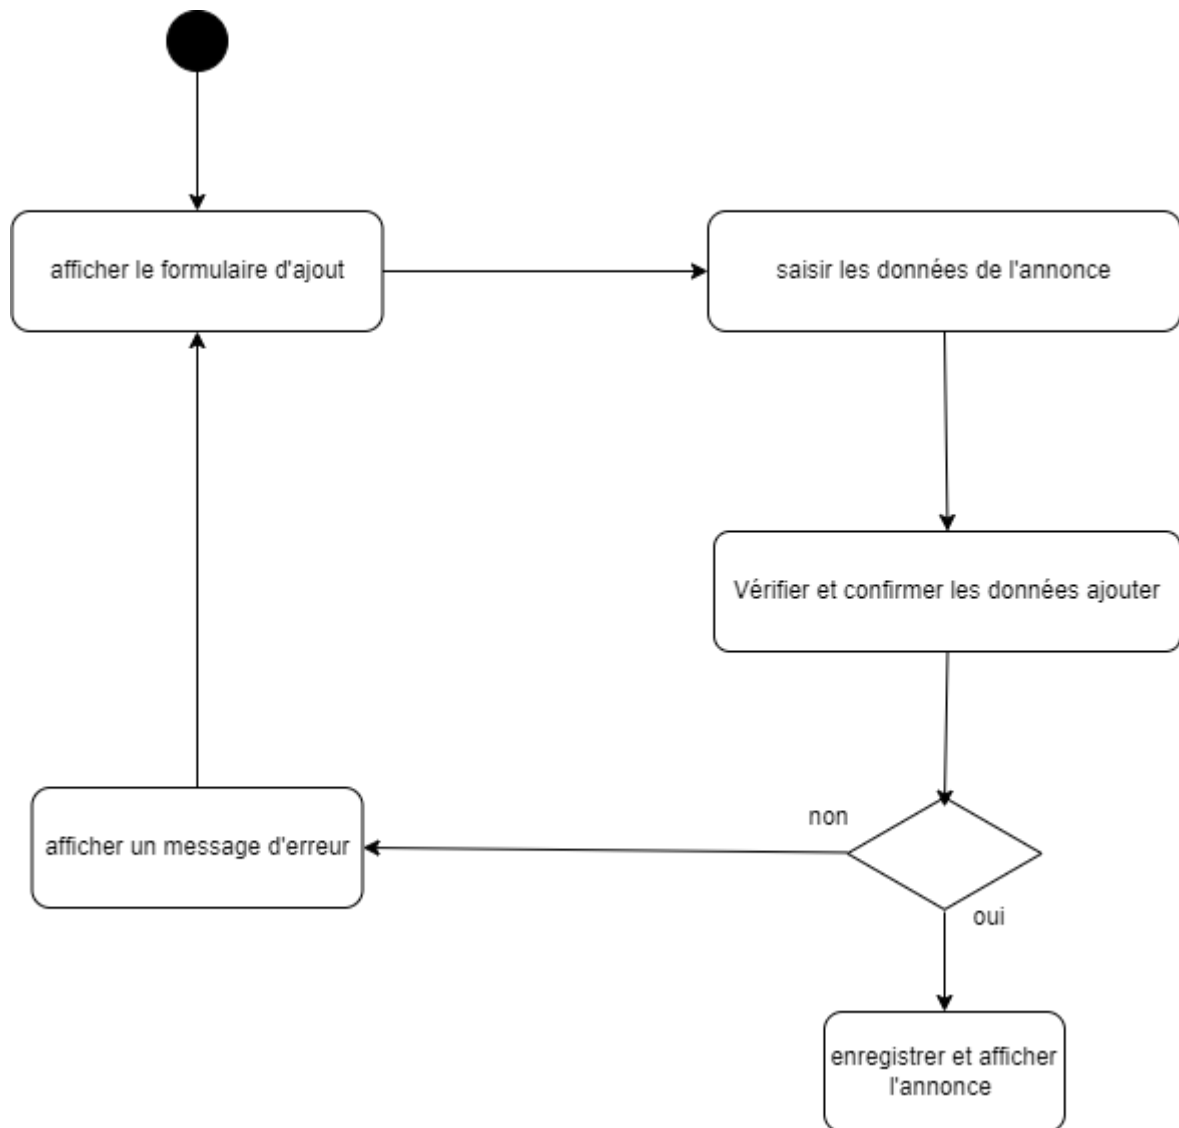 afficher le formulaire d'ajout
saisir les données de l'annonce
Vérifier et confirmer les données ajouter
non
afficher un message d'erreur
oui
enregistrer et afficher
l'annonce